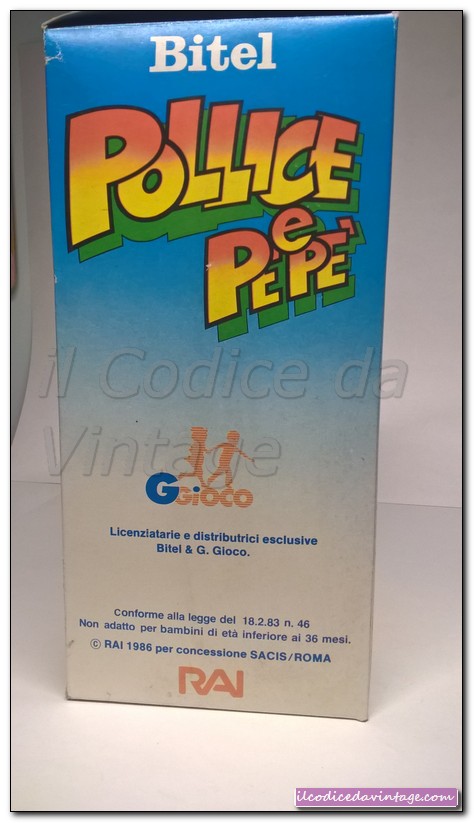 Bitel
POLLICE
e
PEPE'
il Codice da
Vintage
G GiOCO
Licenziatarie e distributrici esclusive
Bitel & G. Gioco.
Conforme alla legge del 18.2.83 n. 46
Non adatto per bambini di età inferiore ai 36 mesi.
© RAI 1986 per concessione SACIS/ROMA
RAI
ilcodicedavintage.com